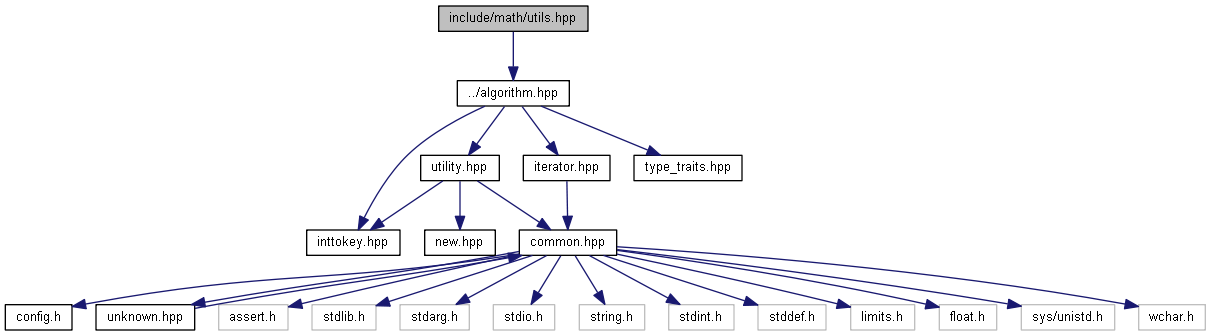 include/math/utils.hpp
../algorithm.hpp
utility.hpp
iterator.hpp
type_traits.hpp
inttokey.hpp
new.hpp
common.hpp
config.h
unknown.hpp
assert.h
stdlib.h
stdarg.h
stdio.h
string.h
stdint.h
stddef.h
limits.h
float.h
sys/unistd.h
wchar.h